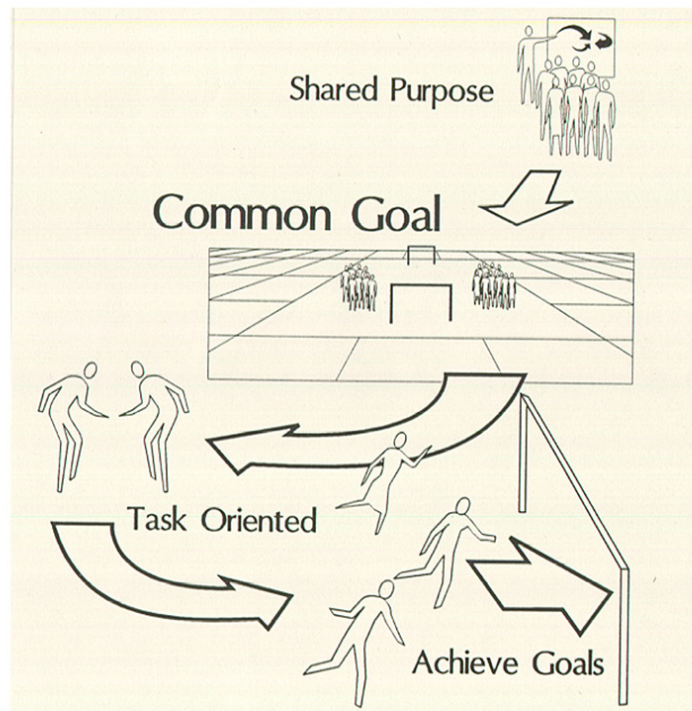 Shared Purpose
Common Goal
Task Oriented
Achieve Goals